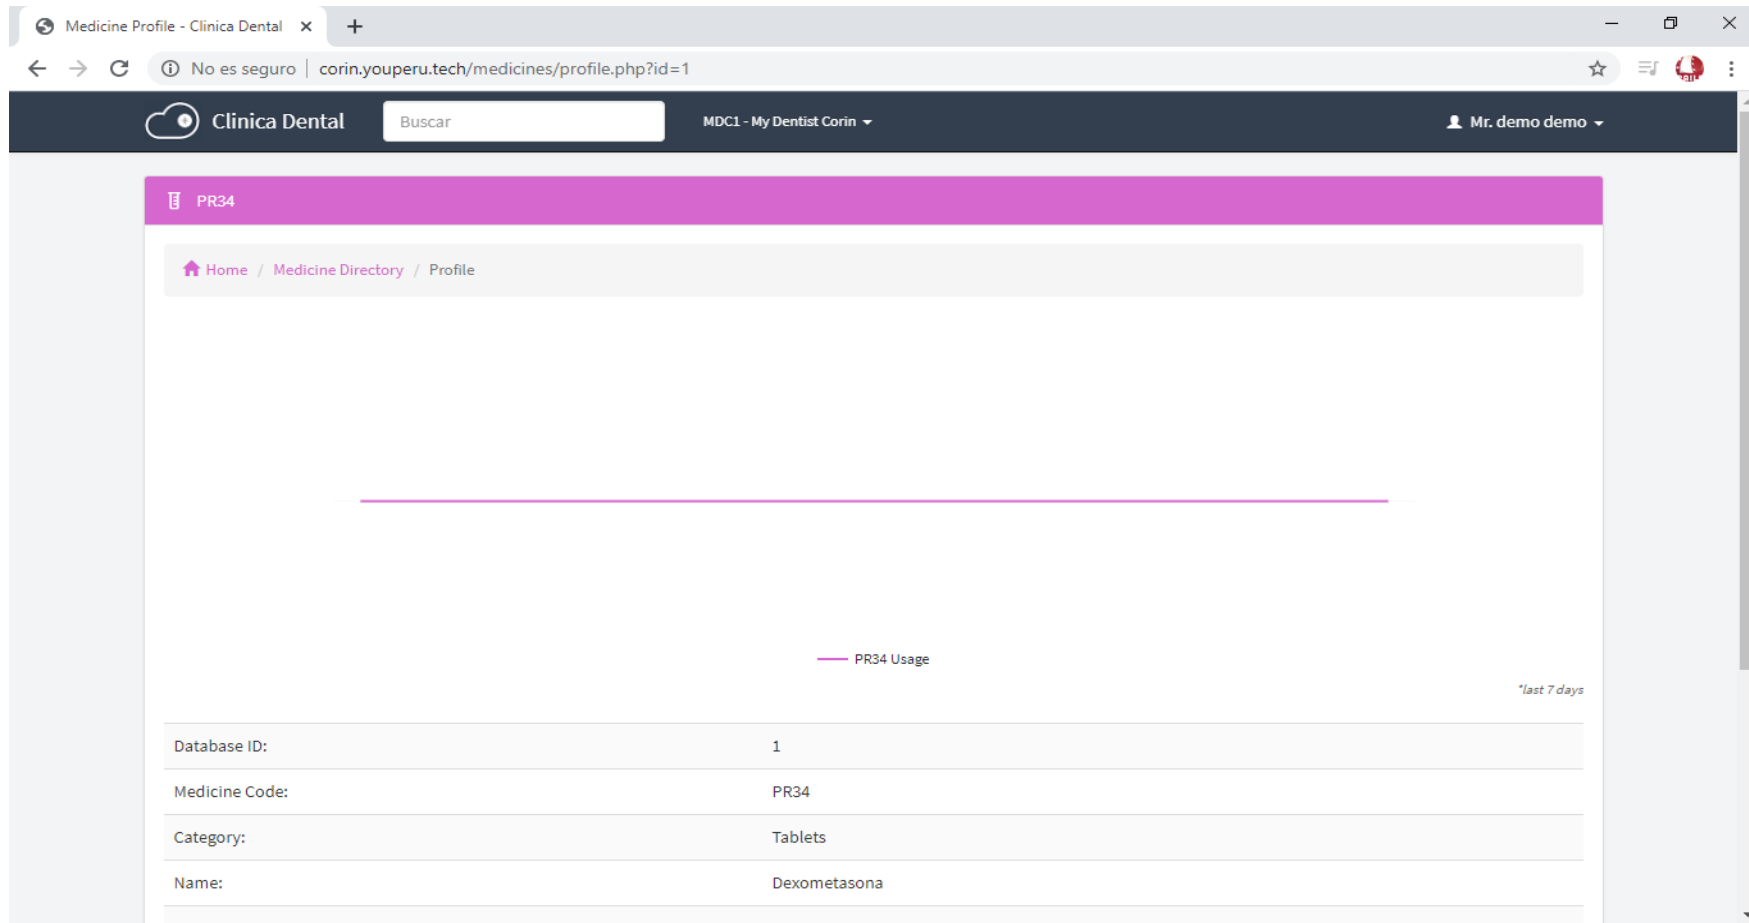 Medicine Profile - Clinica Dental
No es seguro | corin.youperu.tech/medicines/profile.php?id=1
Clinica Dental
Buscar
MDC1 - My Dentist Corin
Mr. demo demo
PR34
Home / Medicine Directory / Profile
PR34 Usage
*last 7 days
Database ID: 1
Medicine Code: PR34
Category: Tablets
Name: Dexometasona